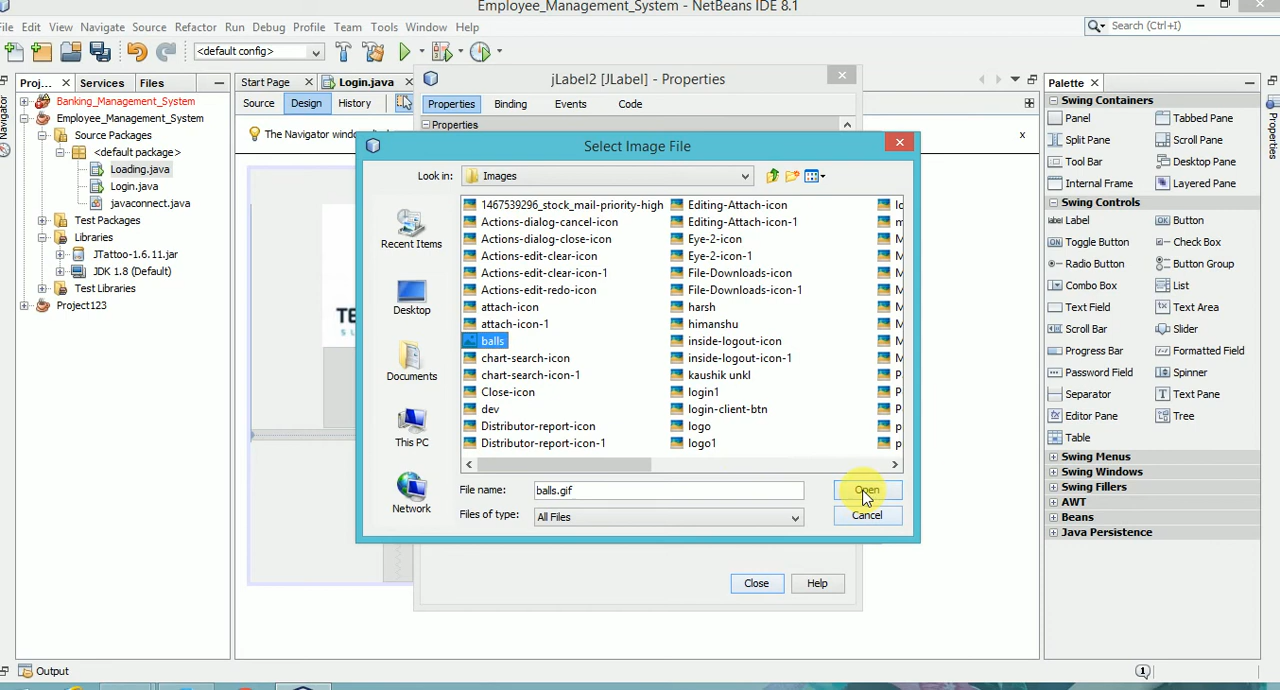 Employee_Management_System - NetBeans IDE 8.1
File Edit View Navigate Source Refactor Run Debug Profile Team Tools Window Help
Search (Ctrl+I)
<default config>
Proj... Services Files
Start Page Login.java
jLabel2 [JLabel] - Properties
Palette
Navigator
Banking_Management_System
Employee_Management_System
Source Packages
<default package>
Loading.java
Login.java
javaconnect.java
Test Packages
Libraries
JTattoo-1.6.11.jar
JDK 1.8 (Default)
Test Libraries
Project123
Source Design History
Properties Binding Events Code
Properties
The Navigator
Select Image File
Look in: Images
Recent Items
Desktop
Documents
This PC
Network
1467539296_stock_mail-priority-high
Actions-dialog-cancel-icon
Actions-dialog-close-icon
Actions-edit-clear-icon
Actions-edit-clear-icon-1
Actions-edit-redo-icon
attach-icon
attach-icon-1
balls
chart-search-icon
chart-search-icon-1
Close-icon
dev
Distributor-report-icon
Distributor-report-icon-1
Editing-Attach-icon
Editing-Attach-icon-1
Eye-2-icon
Eye-2-icon-1
File-Downloads-icon
File-Downloads-icon-1
harsh
himanshu
inside-logout-icon
inside-logout-icon-1
kaushik unkl
login1
login-client-btn
logo
logo1
File name: balls.gif Open
Files of type: All Files Cancel
Close Help
Swing Containers
Panel Tabbed Pane
Split Pane Scroll Pane
Tool Bar Desktop Pane
Internal Frame Layered Pane
Swing Controls
Label Button
Toggle Button Check Box
Radio Button Button Group
Combo Box List
Text Field Text Area
Scroll Bar Slider
Progress Bar Formatted Field
Password Field Spinner
Separator Text Pane
Editor Pane Tree
Table
Swing Menus
Swing Windows
Swing Fillers
AWT
Beans
Java Persistence
Properties
Output
1